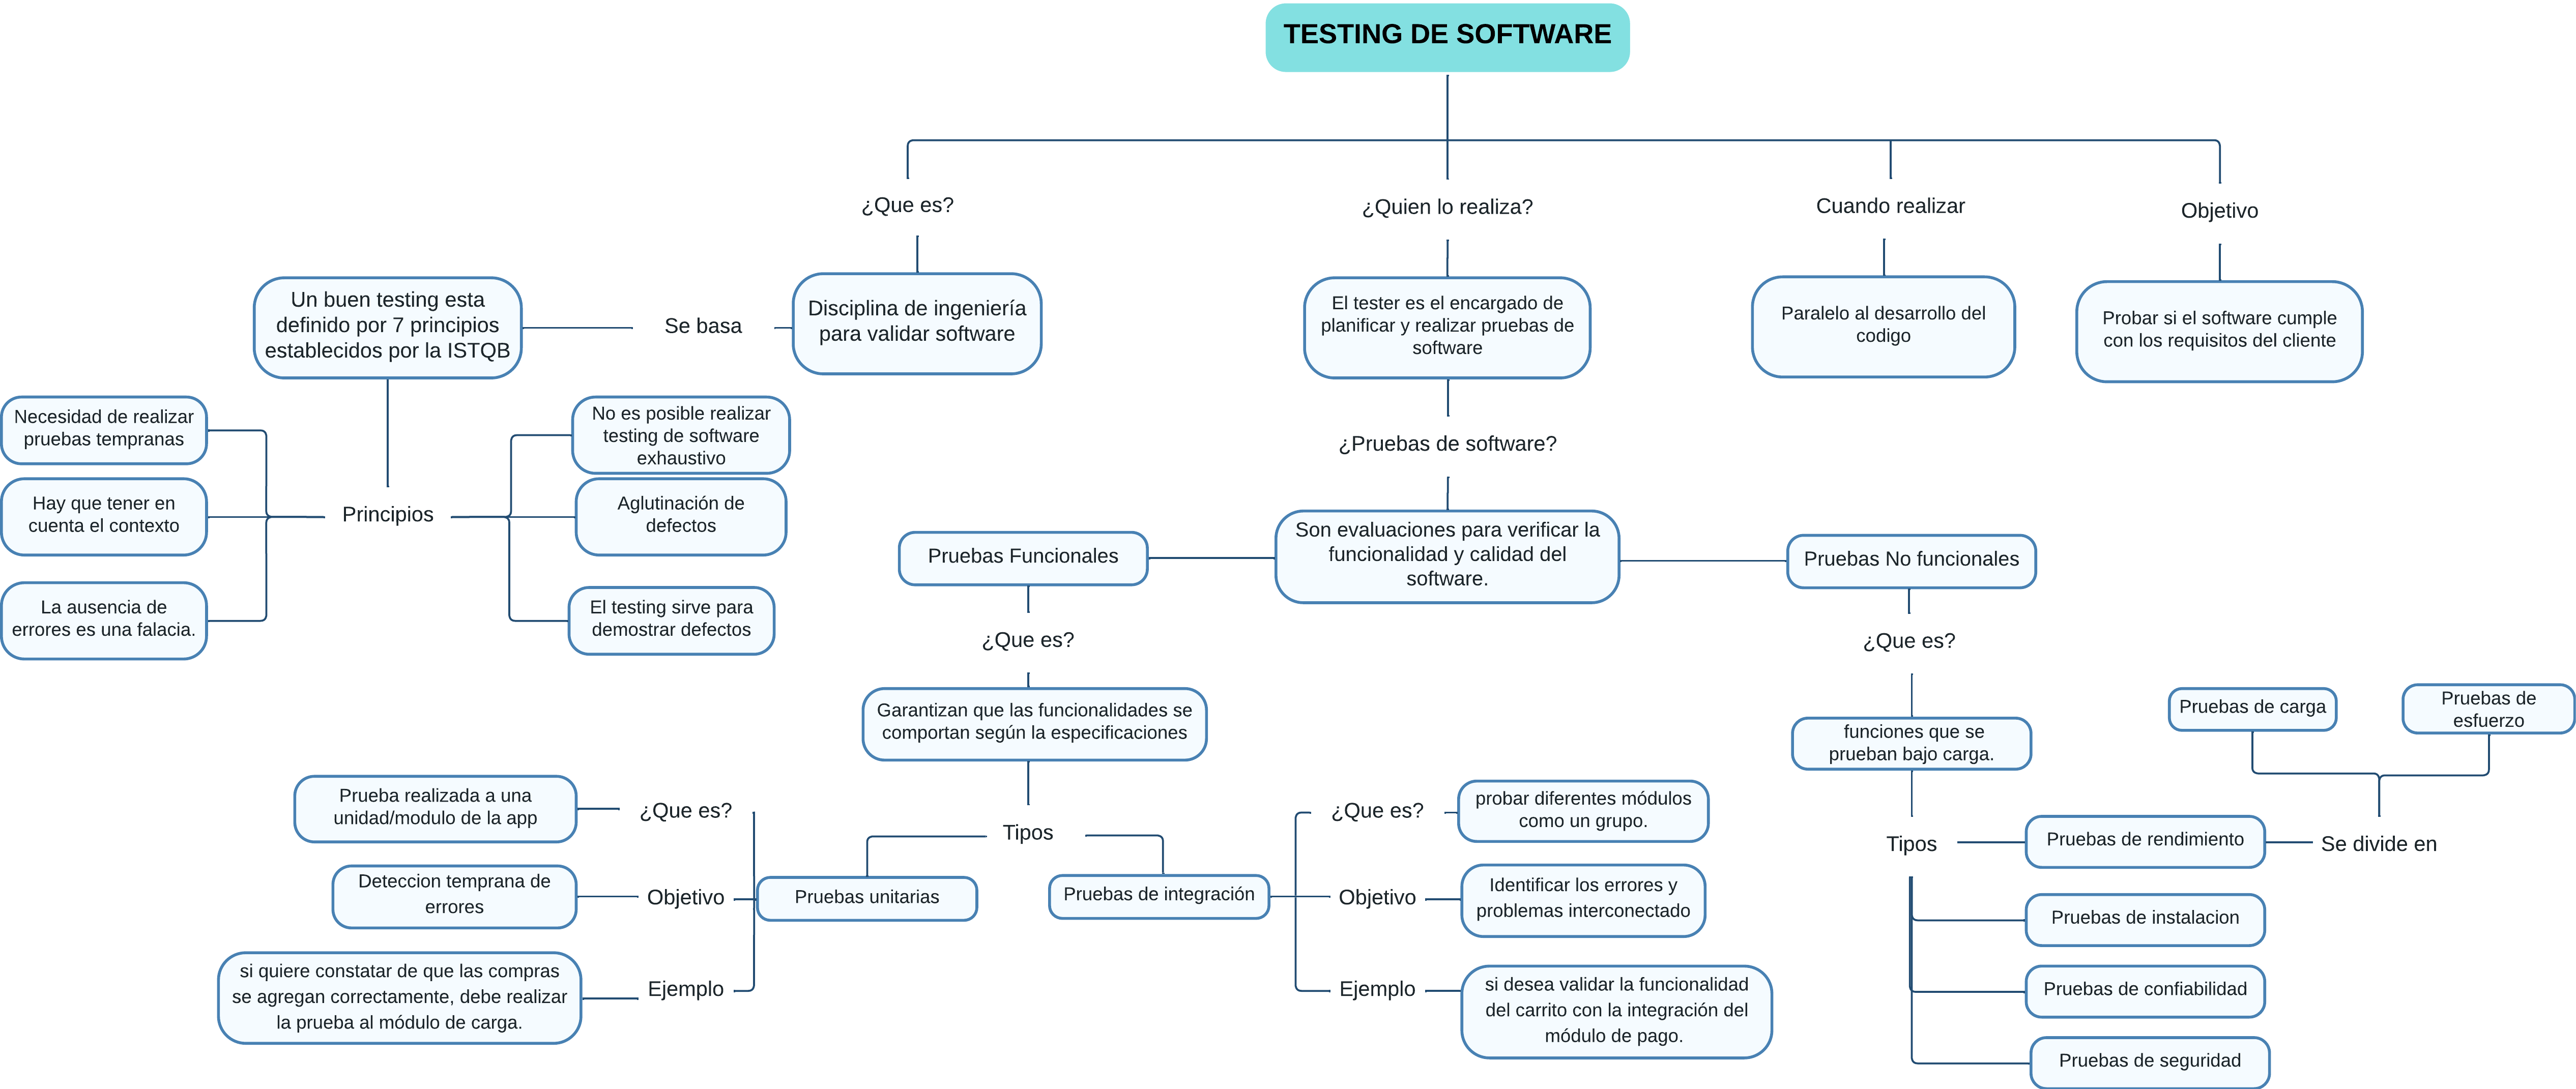 TESTING DE SOFTWARE
¿Que es?
¿Quien lo realiza?
Cuando realizar
Objetivo
Un buen testing esta
definido por 7 principios
establecidos por la ISTQB
Se basa
Disciplina de ingeniería
para validar software
El tester es el encargado de
planificar y realizar pruebas de
software
Paralelo al desarrollo del
codigo
Probar si el software cumple
con los requisitos del cliente
Necesidad de realizar
pruebas tempranas
Hay que tener en
cuenta el contexto
La ausencia de
errores es una falacia.
Principios
No es posible realizar
testing de software
exhaustivo
Aglutinación de
defectos
El testing sirve para
demostrar defectos
¿Pruebas de software?
Pruebas Funcionales
Son evaluaciones para verificar la
funcionalidad y calidad del
software.
Pruebas No funcionales
¿Que es?
Garantizan que las funcionalidades se
comportan según la especificaciones
Tipos
Prueba realizada a una
unidad/modulo de la app
¿Que es?
Deteccion temprana de
errores
Objetivo
Pruebas unitarias
si quiere constatar de que las compras
se agregan correctamente, debe realizar
la prueba al módulo de carga.
Ejemplo
Pruebas de integración
¿Que es?
probar diferentes módulos
como un grupo.
Objetivo
Identificar los errores y
problemas interconectado
Ejemplo
si desea validar la funcionalidad
del carrito con la integración del
módulo de pago.
¿Que es?
funciones que se
prueban bajo carga.
Tipos
Pruebas de rendimiento
Se divide en
Pruebas de carga
Pruebas de
esfuerzo
Pruebas de instalacion
Pruebas de confiabilidad
Pruebas de seguridad